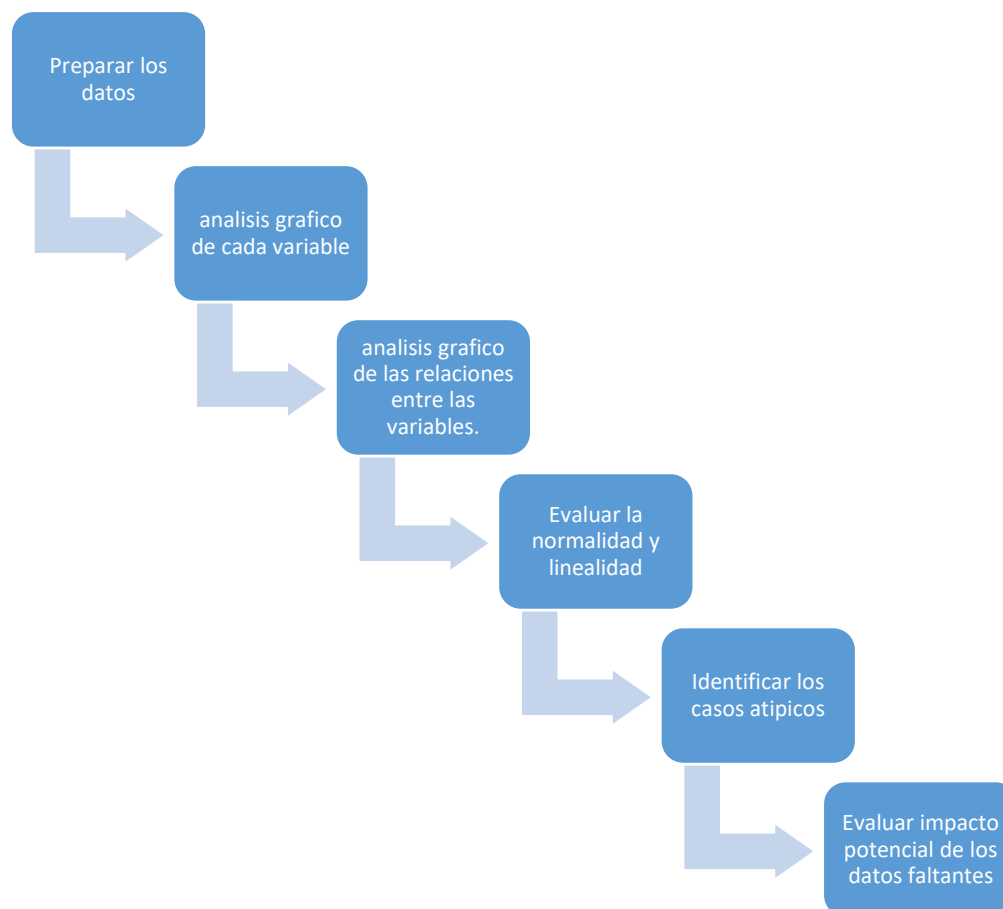 Preparar los
datos
analisis grafico
de cada variable
analisis grafico
de las relaciones
entre las
variables.
Evaluar la
normalidad y
linealidad
Identificar los
casos atipicos
Evaluar impacto
potencial de los
datos faltantes